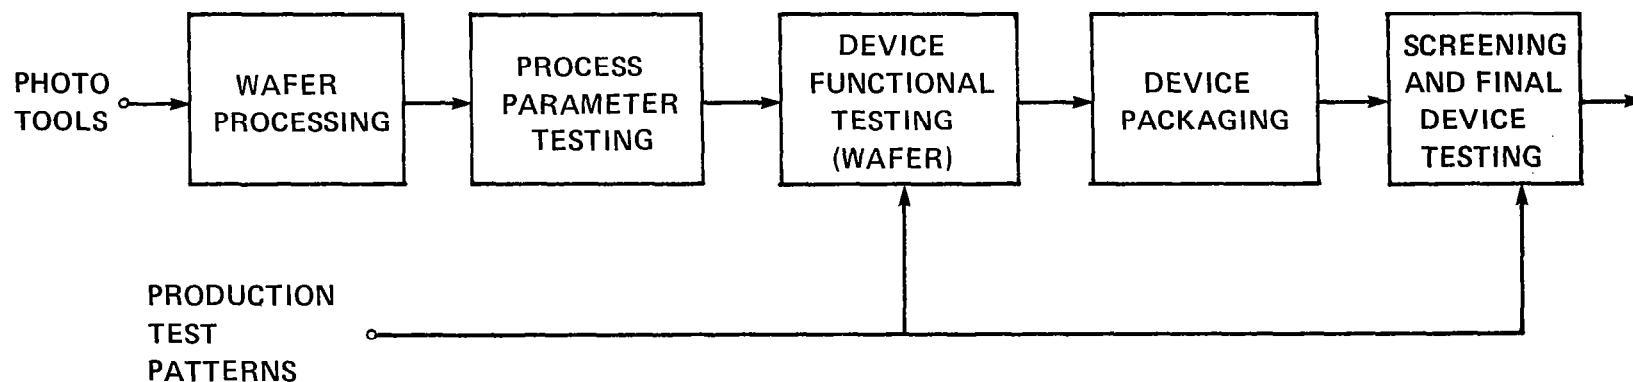 PHOTO
TOOLS
WAFER
PROCESSING
PROCESS
PARAMETER
TESTING
DEVICE
FUNCTIONAL
TESTING
(WAFER)
DEVICE
PACKAGING
SCREENING
AND FINAL
DEVICE
TESTING
PRODUCTION
TEST
PATTERNS